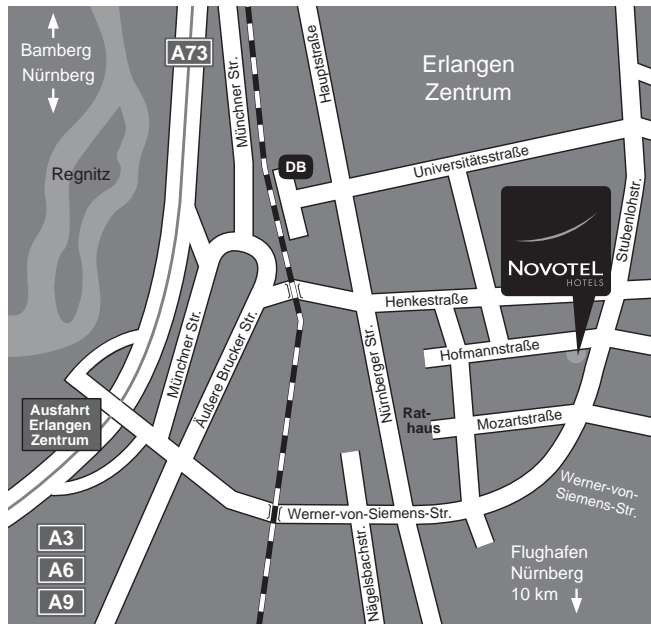 Bamberg
Nürnberg
A73
Münchner Str.
Hauptstraße
Erlangen
Zentrum
DB
Universitätsstraße
Regnitz
Stubenlohstr.
NOVOTEL
HOTELS
Henkestraße
Hofmannstraße
Münchner Str.
Äußere Brucker Str.
Nürnberger Str.
Ausfahrt
Erlangen
Zentrum
Rat-
haus
Mozartstraße
Werner-von-
Siemens-Str.
Werner-von-Siemens-Str.
Nägelsbachstr.
A3
A6
A9
Flughafen
Nürnberg
10 km